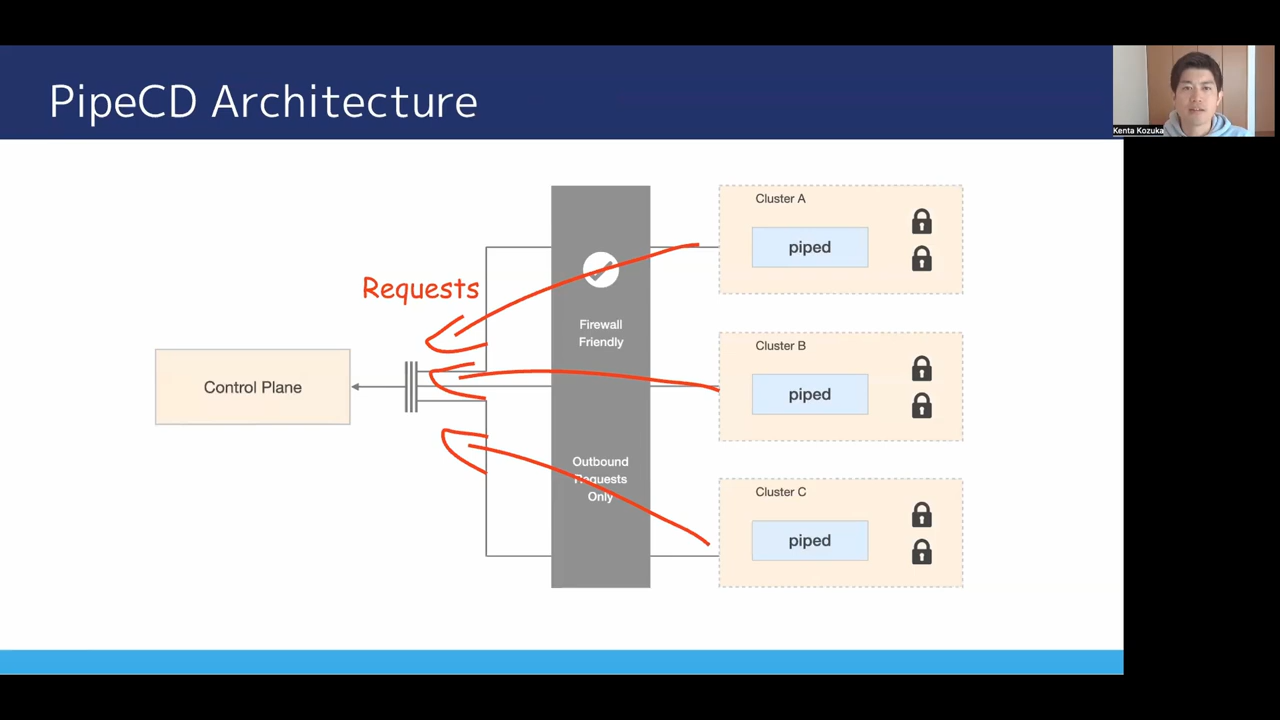 PipeCD Architecture
Kenta Kozuka
Requests
Control Plane
Firewall
Friendly
Outbound
Requests
Only
Cluster A
piped
Cluster B
piped
Cluster C
piped